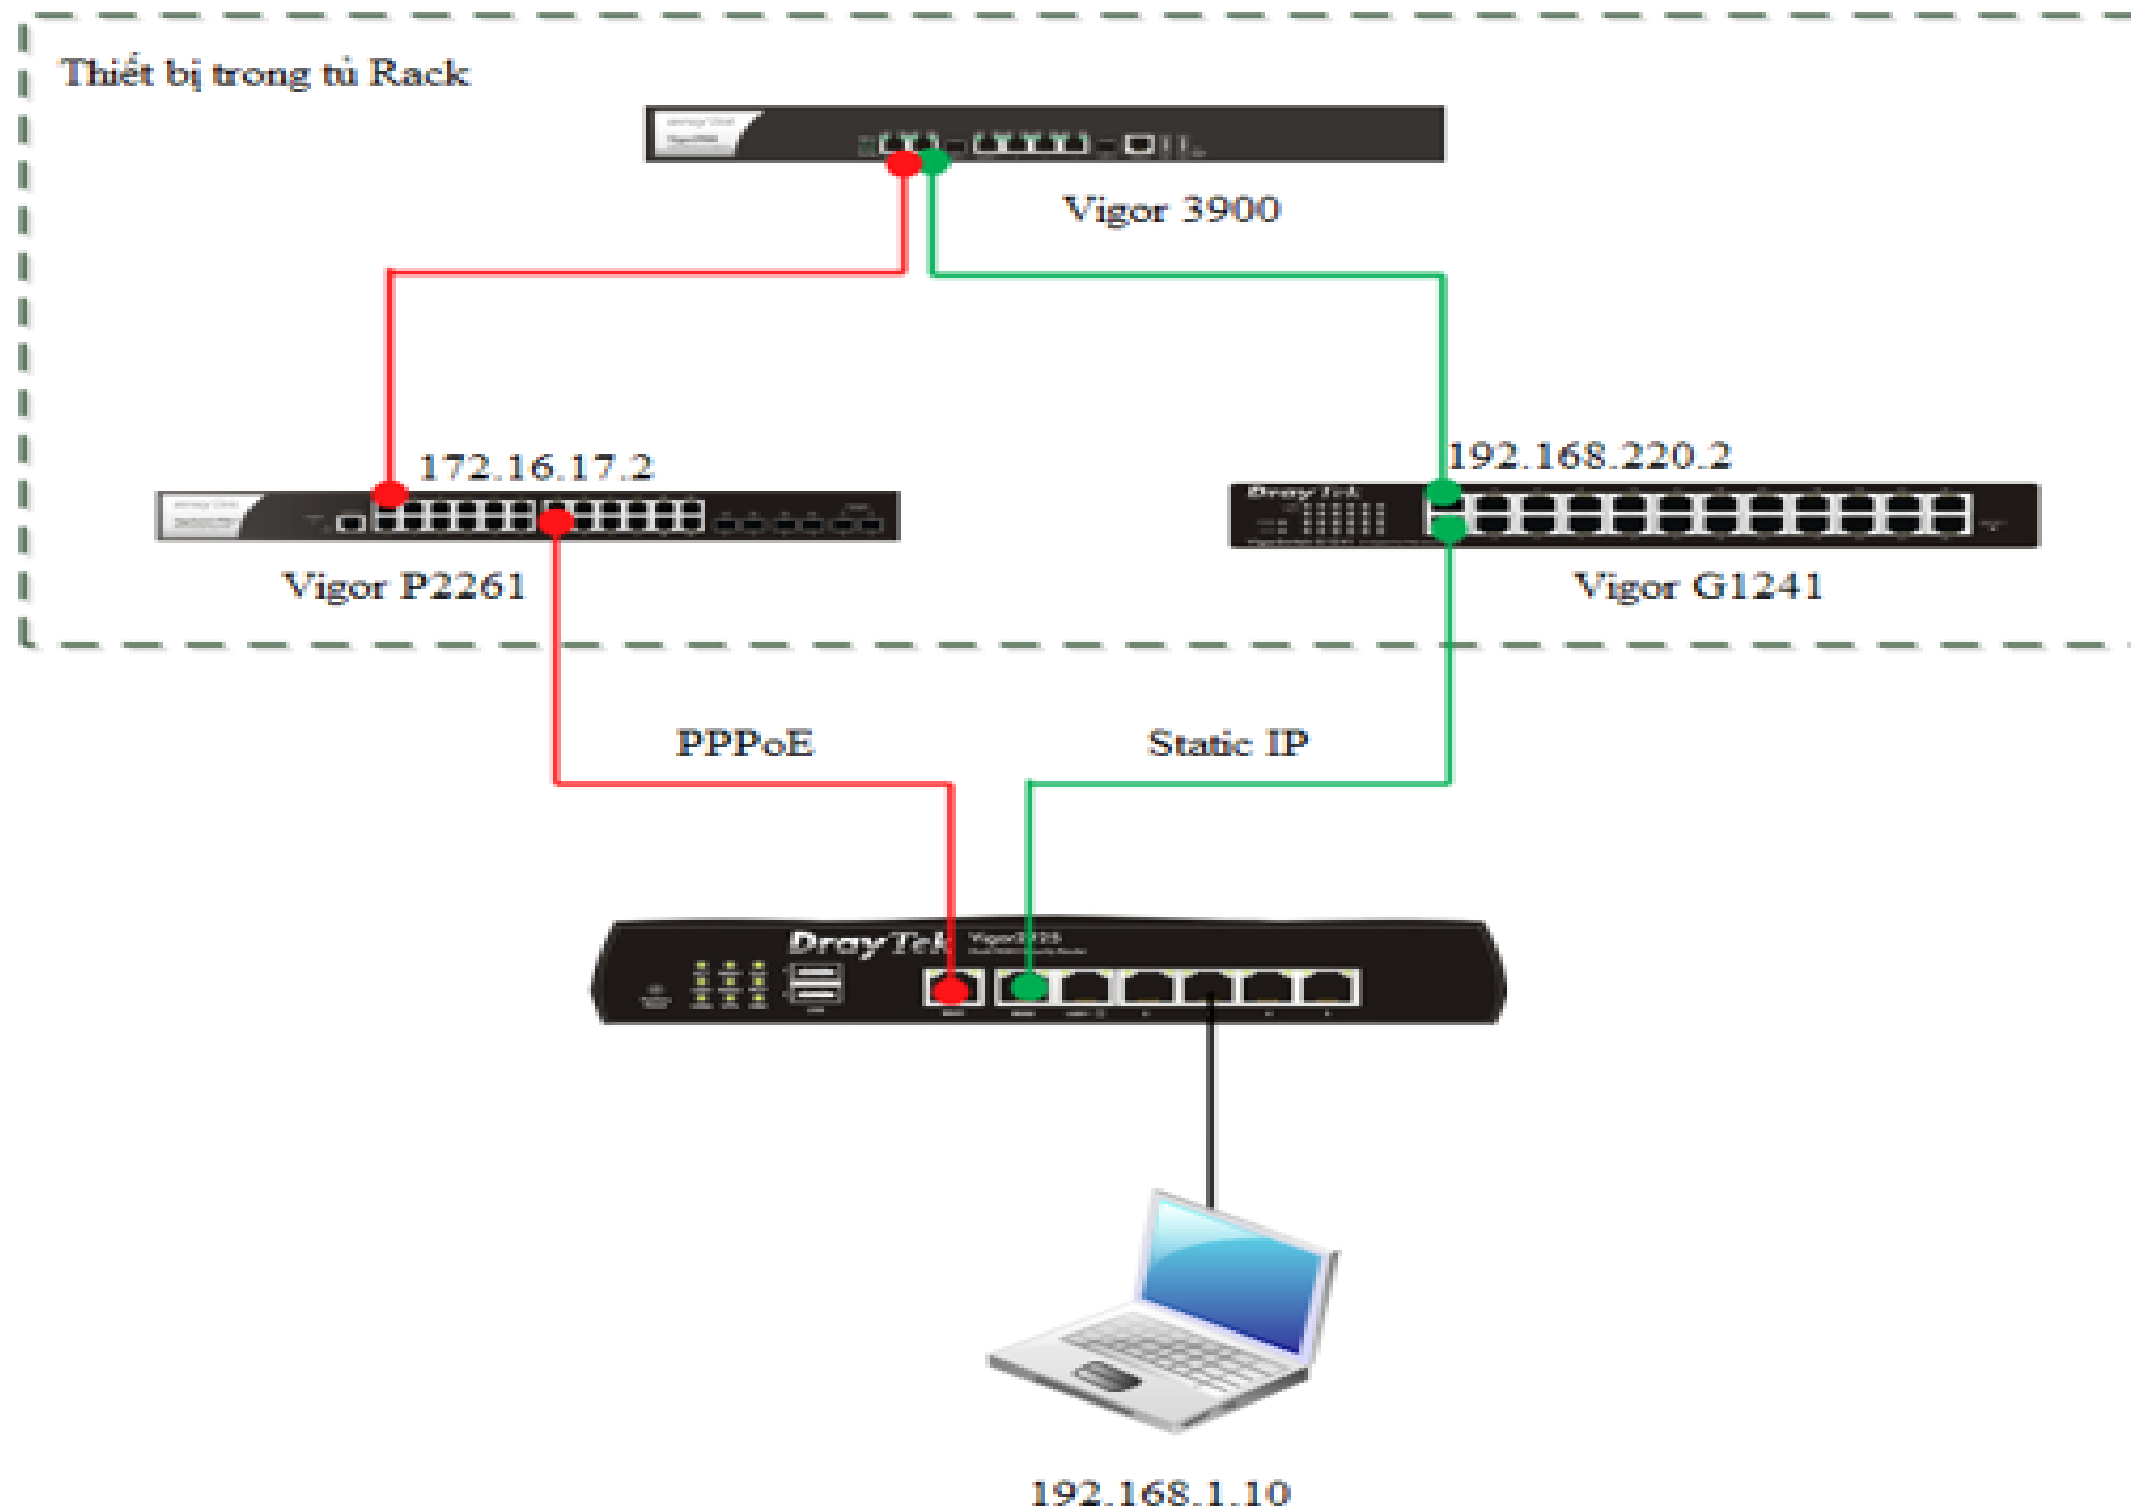 Thiết bị trong tủ Rack
Vigor 3900
172.16.17.2
192.168.220.2
DrayTek
Vigor P2261
Vigor G1241
PPPoE
Static IP
DrayTek
192.168.1.10